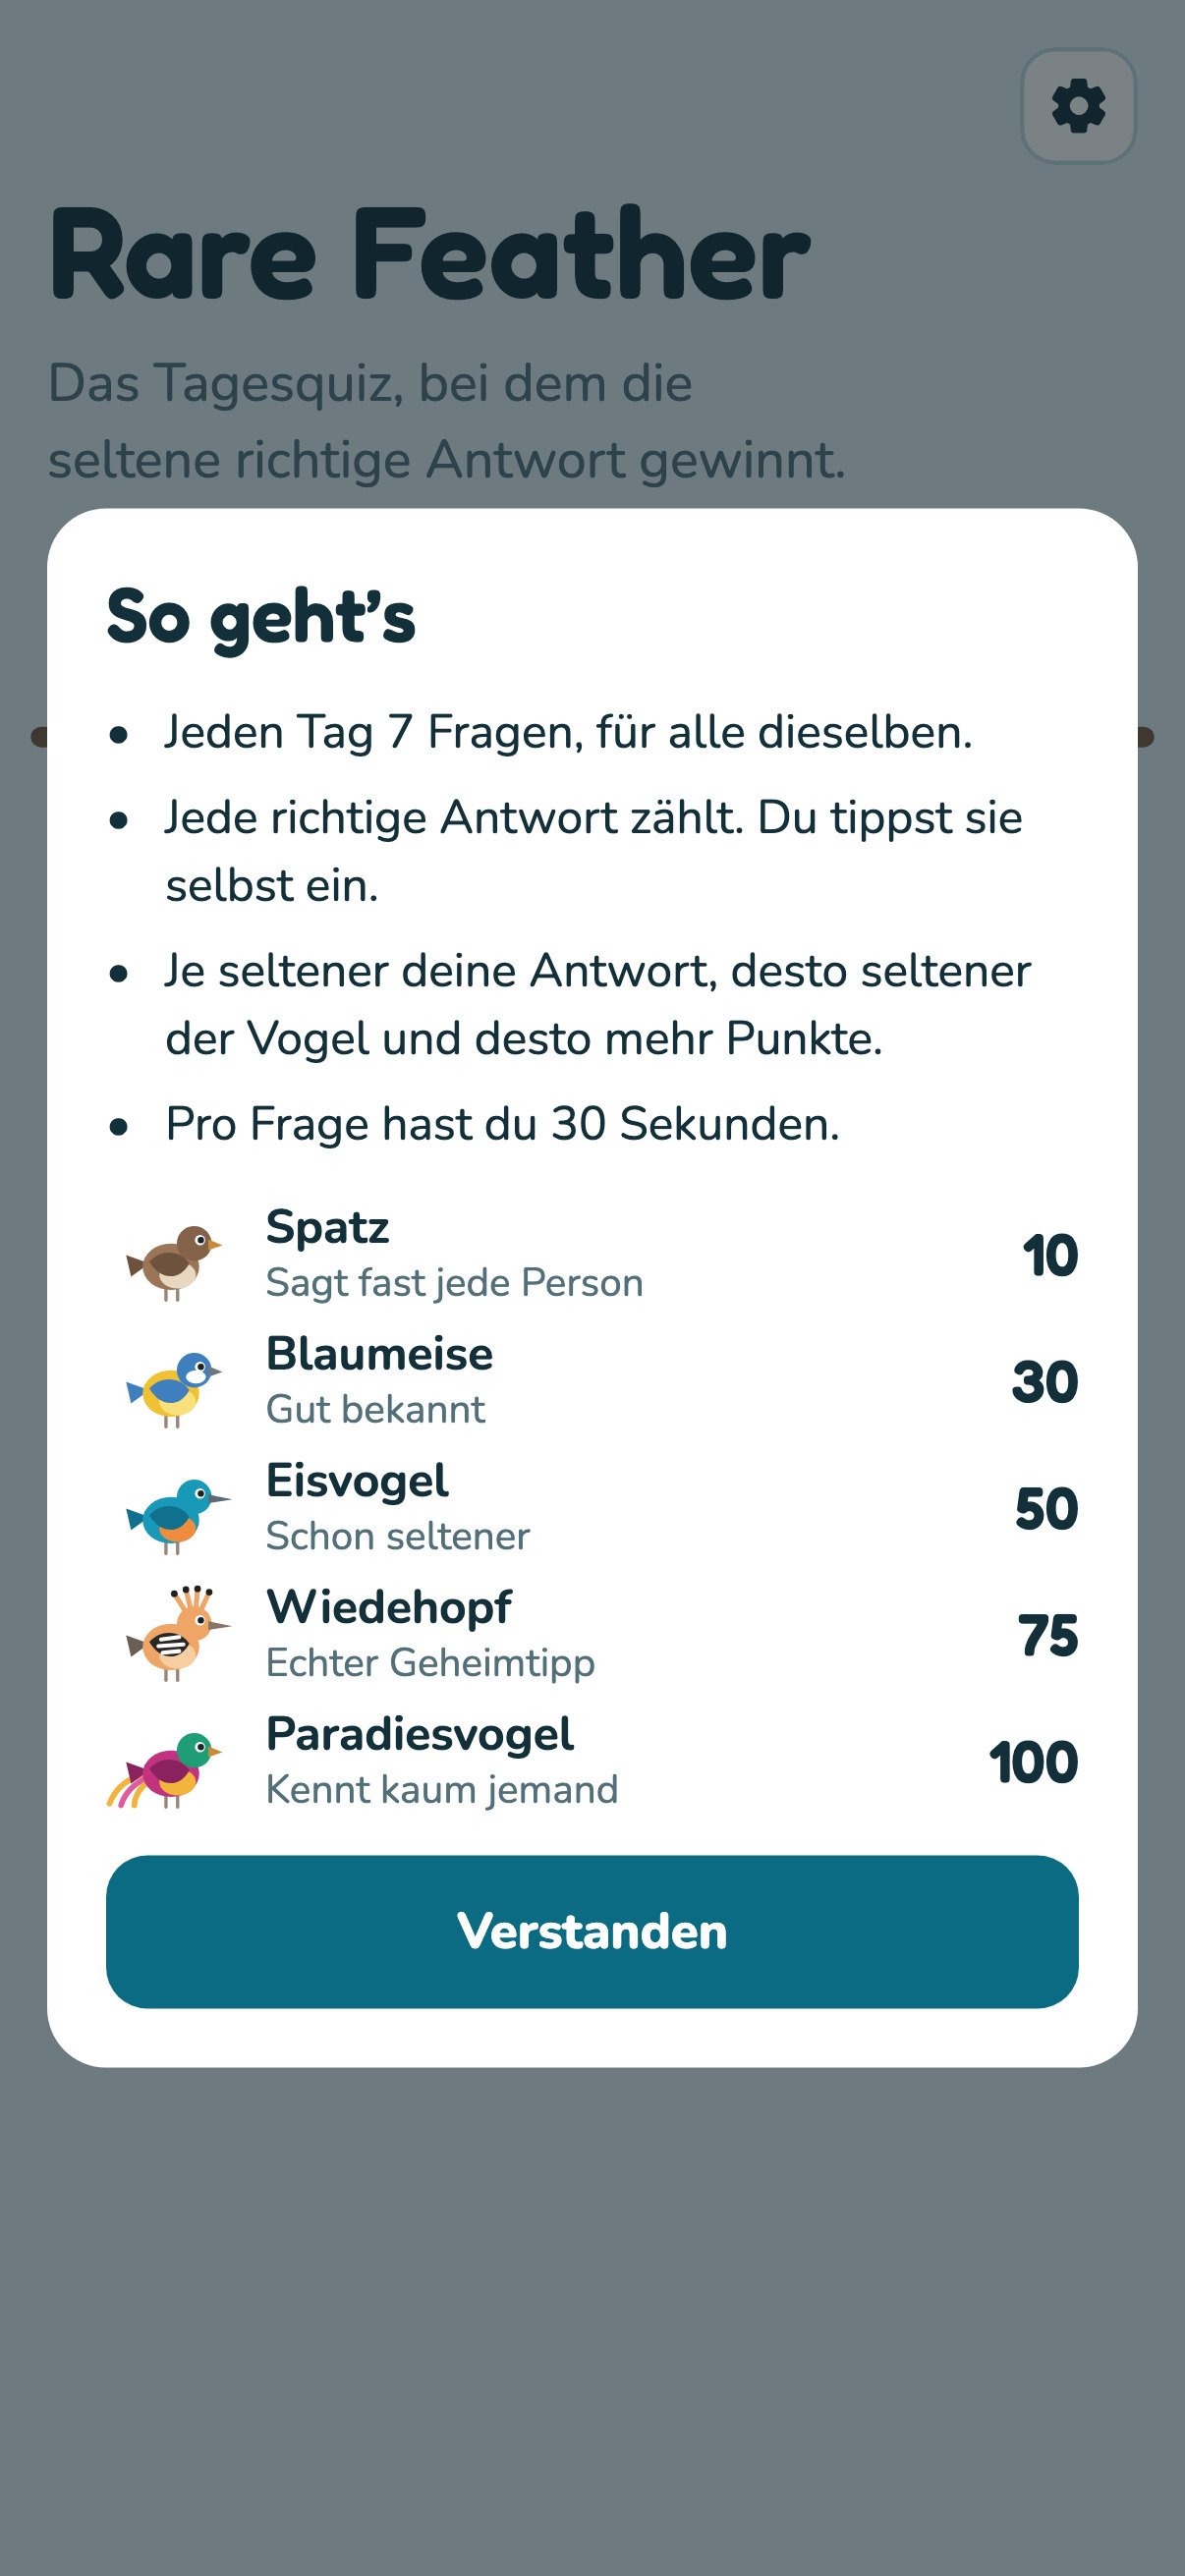 Rare Feather
Das Tagesquiz, bei dem die
seltene richtige Antwort gewinnt.
So geht’s
• Jeden Tag 7 Fragen, für alle dieselben.
• Jede richtige Antwort zählt. Du tippst sie
selbst ein.
• Je seltener deine Antwort, desto seltener
der Vogel und desto mehr Punkte.
• Pro Frage hast du 30 Sekunden.
Spatz
Sagt fast jede Person
10
Blaumeise
Gut bekannt
30
Eisvogel
Schon seltener
50
Wiedehopf
Echter Geheimtipp
75
Paradiesvogel
Kennt kaum jemand
100
Verstanden